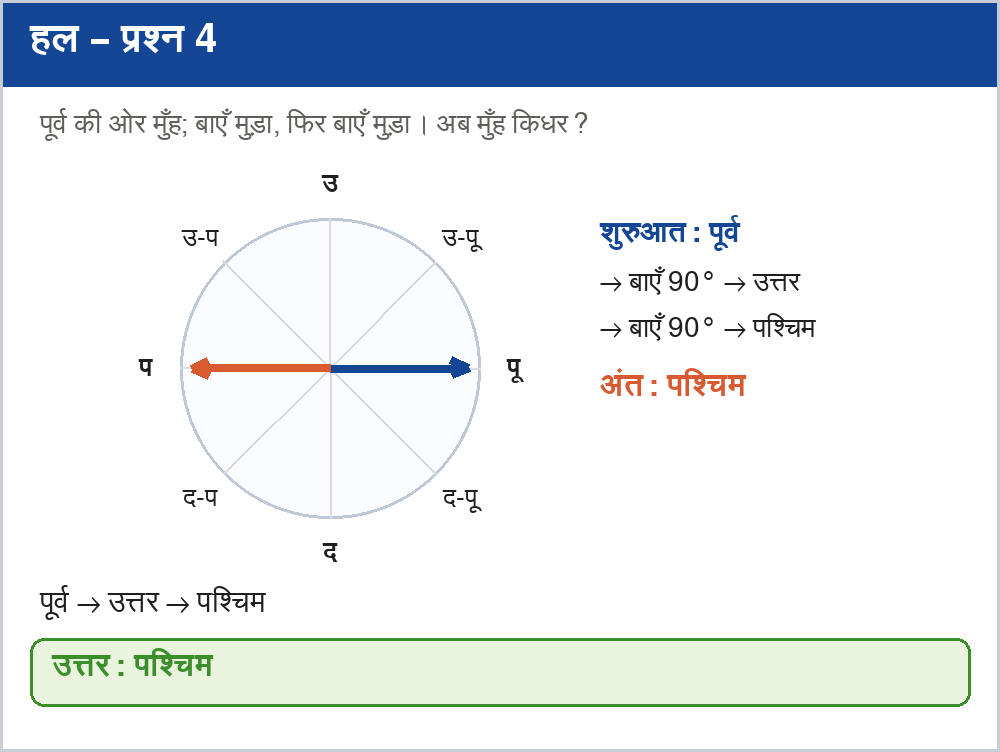 हल – प्रश्न 4
पूर्व की ओर मुँह; बाएँ मुड़ा, फिर बाएँ मुड़ा। अब मुँह किधर?
उ
उ-प
उ-पू
प
पू
द-प
द-पू
द
शुरुआत : पूर्व
→ बाएँ 90° → उत्तर
→ बाएँ 90° → पश्चिम
अंत : पश्चिम
पूर्व → उत्तर → पश्चिम
उत्तर : पश्चिम